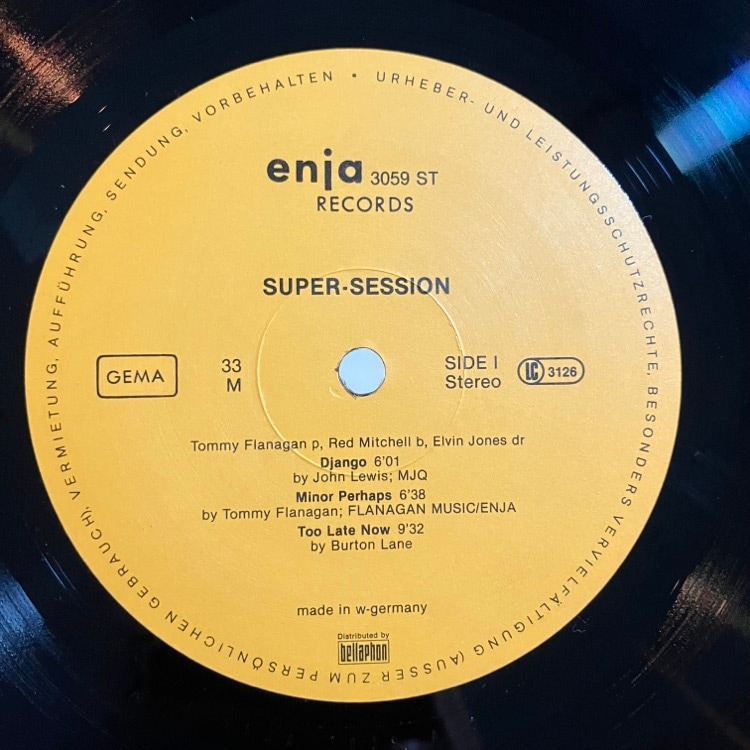 URHEBER- UND LEISTUNGSSCHUTZRECHTE, BESONDERS VERVIELFÄLTIGUNG (AUSSER ZUM PERSÖNLICHEN GEBRAUCH), VERMIETUNG, AUFFÜHRUNG, SENDUNG, VORBEHALTEN •
enja 3059 ST
RECORDS
SUPER-SESSION
GEMA
33
M
SIDE I
Stereo
LC 3126
Tommy Flanagan p, Red Mitchell b, Elvin Jones dr
Django 6'01
by John Lewis; MJQ
Minor Perhaps 6'38
by Tommy Flanagan; FLANAGAN MUSIC/ENJA
Too Late Now 9'32
by Burton Lane
made in w-germany
Distributed by
bellaphon